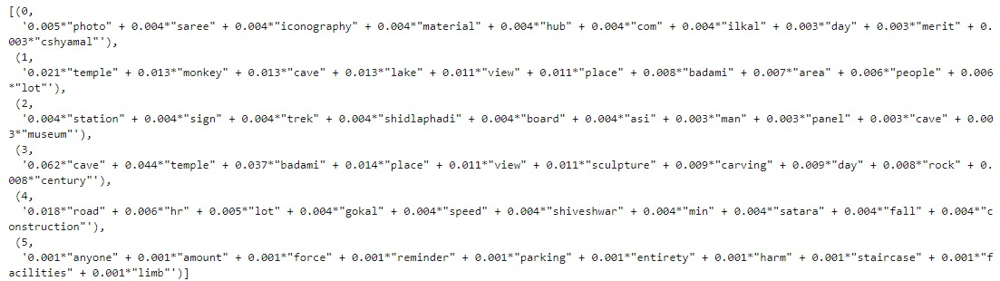 [(0,
'0.005*"photo" + 0.004*"saree" + 0.004*"iconography" + 0.004*"material" + 0.004*"hub" + 0.004*"com" + 0.004*"ilkal" + 0.003*"day" + 0.003*"merit" + 0.
003*"cshyamal"'),
(1,
'0.021*"temple" + 0.013*"monkey" + 0.013*"cave" + 0.013*"lake" + 0.011*"view" + 0.011*"place" + 0.008*"badami" + 0.007*"area" + 0.006*"people" + 0.006
*"lot"'),
(2,
'0.004*"station" + 0.004*"sign" + 0.004*"trek" + 0.004*"shidlaphadi" + 0.004*"board" + 0.004*"asi" + 0.003*"man" + 0.003*"panel" + 0.003*"cave" + 0.00
3*"museum"'),
(3,
'0.062*"cave" + 0.044*"temple" + 0.037*"badami" + 0.014*"place" + 0.011*"view" + 0.011*"sculpture" + 0.009*"carving" + 0.009*"day" + 0.008*"rock" + 0.
008*"century"'),
(4,
'0.018*"road" + 0.006*"hr" + 0.005*"lot" + 0.004*"gokal" + 0.004*"speed" + 0.004*"shiveshwar" + 0.004*"min" + 0.004*"satara" + 0.004*"fall" + 0.004*"c
onstruction"'),
(5,
'0.001*"anyone" + 0.001*"amount" + 0.001*"force" + 0.001*"reminder" + 0.001*"parking" + 0.001*"entirety" + 0.001*"harm" + 0.001*"staircase" + 0.001*"f
acilities" + 0.001*"limb"')]